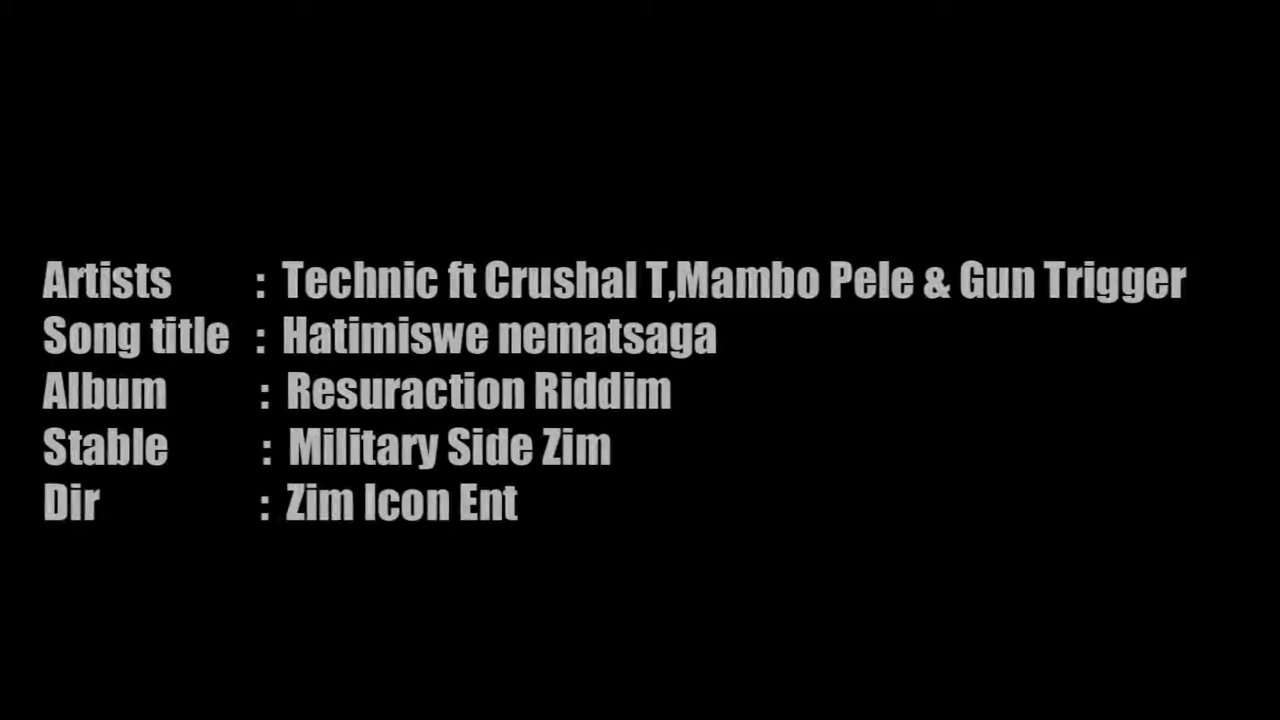 Artists : Technic ft Crushal T,Mambo Pele & Gun Trigger
Song title : Hatimiswe nematsaga
Album : Resuraction Riddim
Stable : Military Side Zim
Dir : Zim Icon Ent